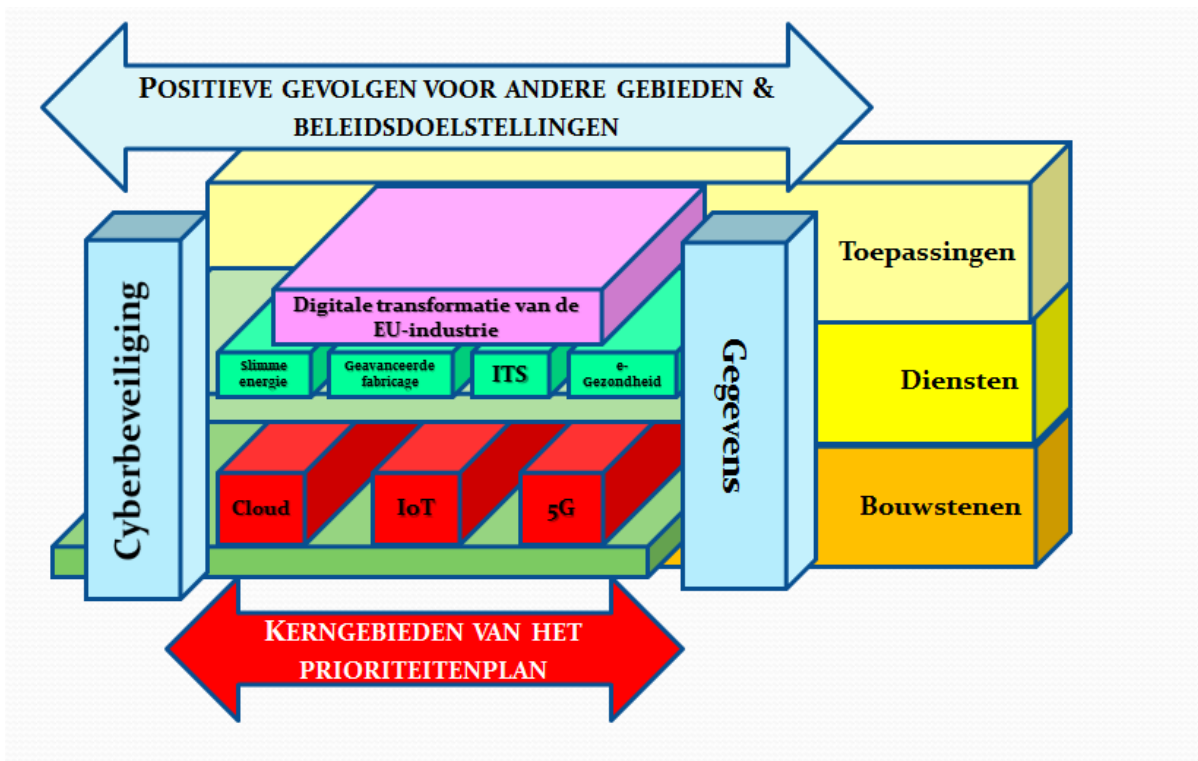 POSITIEVE GEVOLGEN VOOR ANDERE GEBIEDEN &
BELEIDSDOELSTELLINGEN
Cyberbeveiliging
Digitale transformatie van de
EU-industrie
Slimme
energie
Geavanceerde
fabricage
ITS
e-
Gezondheid
Cloud
IoT
5G
Gegevens
Toepassingen
Diensten
Bouwstenen
KERNGEBIEDEN VAN HET
PRIORITEITENPLAN